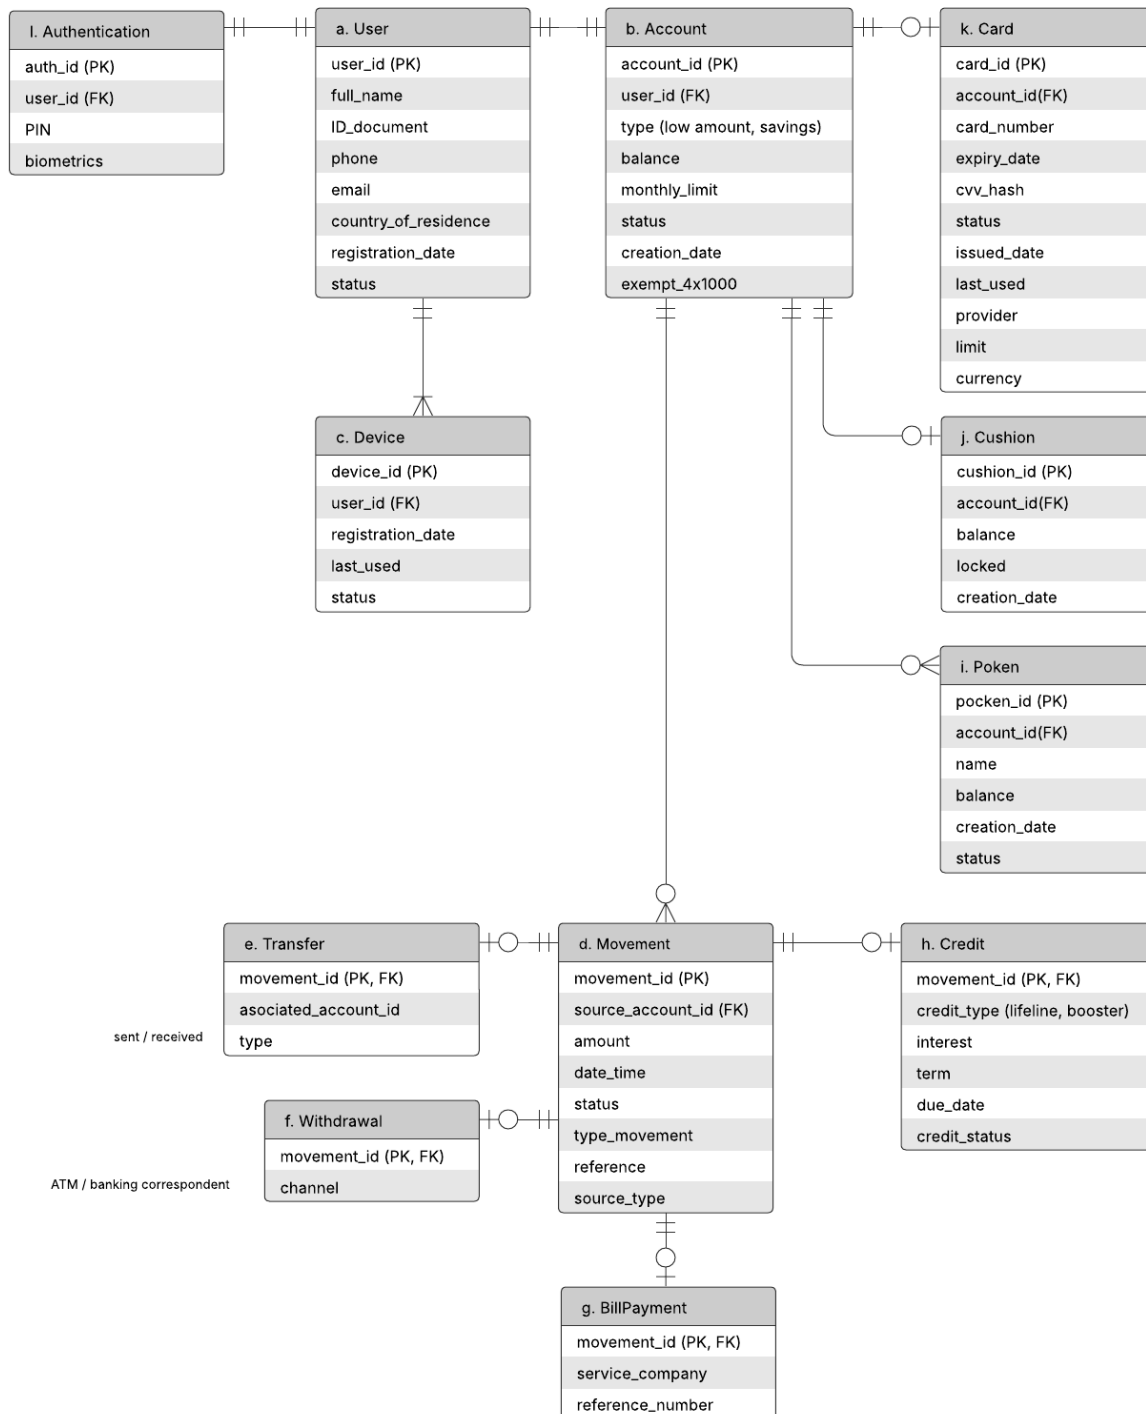 l. Authentication
auth_id (PK)
user_id (FK)
PIN
biometrics
a. User
user_id (PK)
full_name
ID_document
phone
email
country_of_residence
registration_date
status
b. Account
account_id (PK)
user_id (FK)
type (low amount, savings)
balance
monthly_limit
status
creation_date
exempt_4x1000
k. Card
card_id (PK)
account_id(FK)
card_number
expiry_date
cvv_hash
status
issued_date
last_used
provider
limit
currency
c. Device
device_id (PK)
user_id (FK)
registration_date
last_used
status
j. Cushion
cushion_id (PK)
account_id(FK)
balance
locked
creation_date
i. Poken
pocken_id (PK)
account_id(FK)
name
balance
creation_date
status
e. Transfer
movement_id (PK, FK)
asociated_account_id
type
sent / received
d. Movement
movement_id (PK)
source_account_id (FK)
amount
date_time
status
type_movement
reference
source_type
h. Credit
movement_id (PK, FK)
credit_type (lifeline, booster)
interest
term
due_date
credit_status
f. Withdrawal
movement_id (PK, FK)
channel
ATM / banking correspondent
g. BillPayment
movement_id (PK, FK)
service_company
reference_number